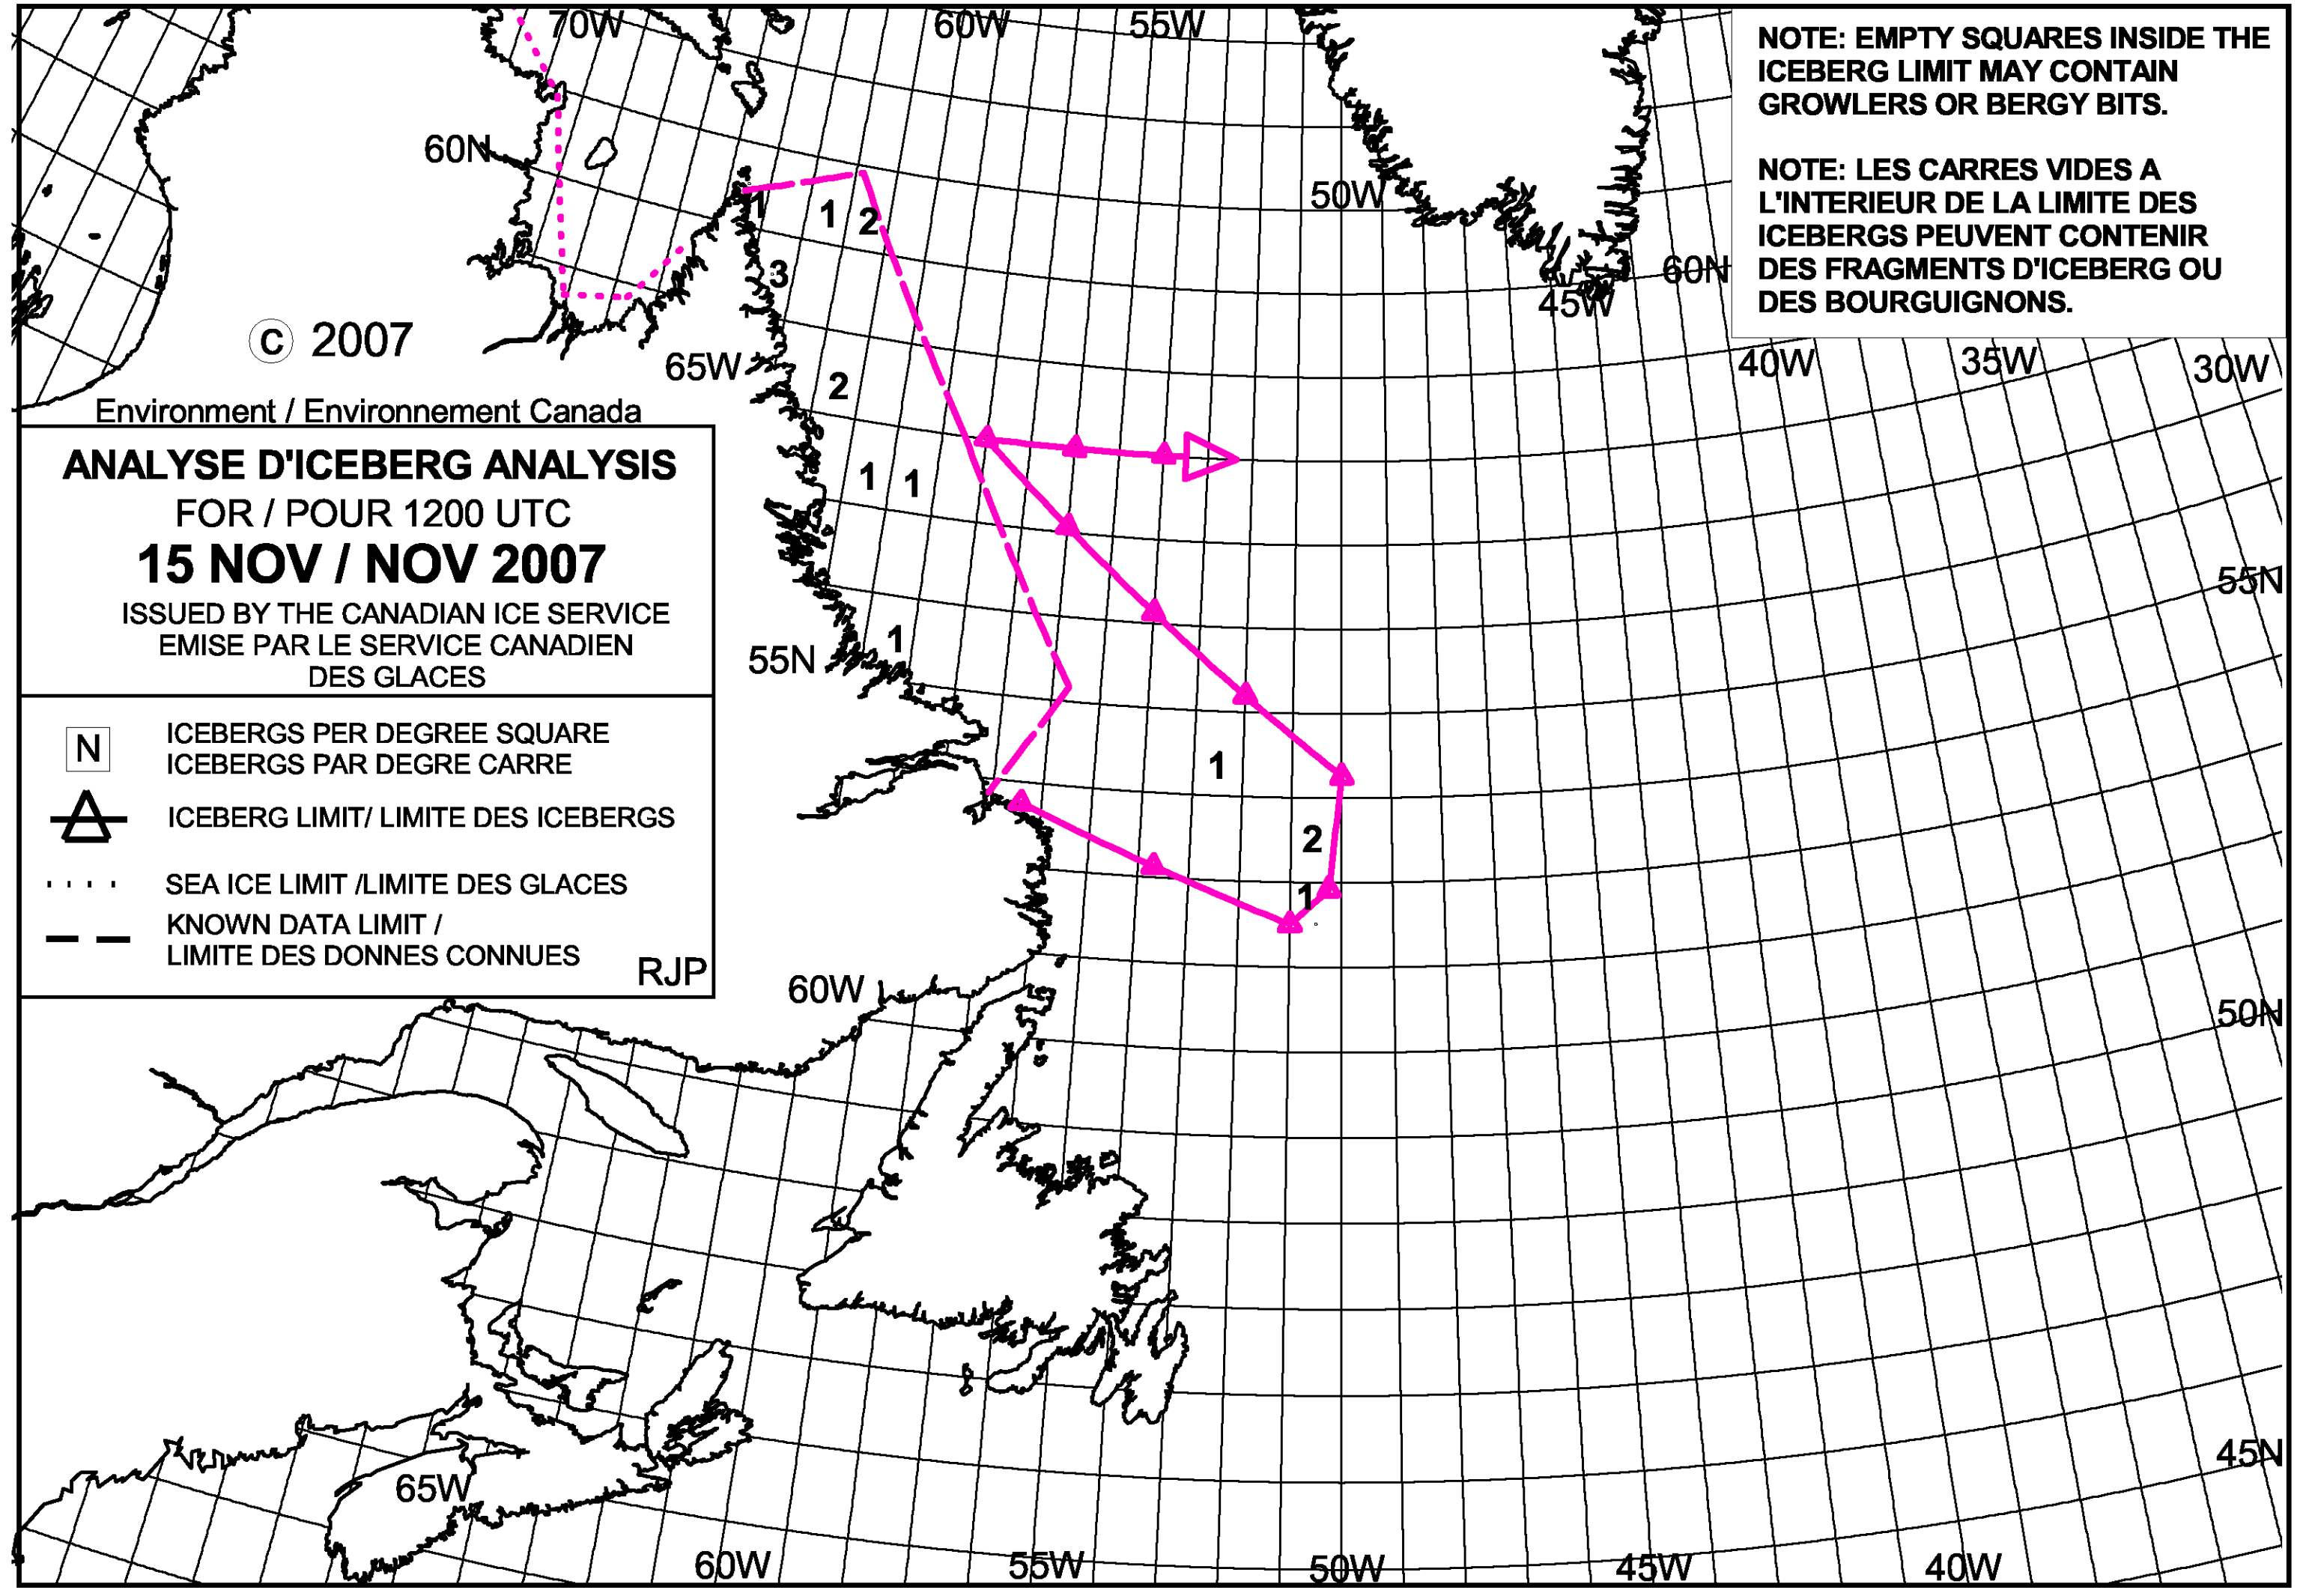 70W
60W
55W
NOTE: EMPTY SQUARES INSIDE THE
ICEBERG LIMIT MAY CONTAIN
GROWLERS OR BERGY BITS.
NOTE: LES CARRES VIDES A
L'INTERIEUR DE LA LIMITE DES
ICEBERGS PEUVENT CONTENIR
DES FRAGMENTS D'ICEBERG OU
DES BOURGUIGNONS.
60N
50W
1
1
2
3
60N
45W
© 2007
65W
40W
35W
30W
2
Environment / Environnement Canada
ANALYSE D'ICEBERG ANALYSIS
FOR / POUR 1200 UTC
15 NOV / NOV 2007
ISSUED BY THE CANADIAN ICE SERVICE
EMISE PAR LE SERVICE CANADIEN
DES GLACES
1
1
55N
1
55N
N
ICEBERGS PER DEGREE SQUARE
ICEBERGS PAR DEGRE CARRE
ICEBERG LIMIT/ LIMITE DES ICEBERGS
SEA ICE LIMIT /LIMITE DES GLACES
KNOWN DATA LIMIT /
LIMITE DES DONNES CONNUES
RJP
1
2
1
60W
50N
65W
45N
60W
55W
50W
45W
40W